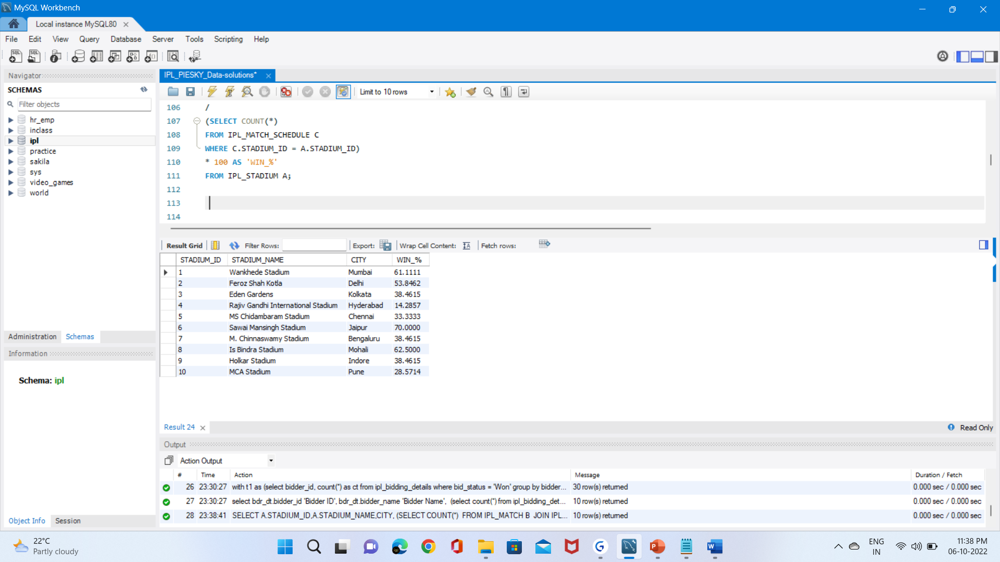 MySQL Workbench
Local instance MySQL80
File Edit View Query Database Server Tools Scripting Help
Navigator
SCHEMAS
Filter objects
hr_emp
inclass
ipl
practice
sakila
sys
video_games
world
Administration Schemas
Information
Schema: ipl
Object Info Session
IPL_PIESKY_Data-solutions*
Limit to 10 rows
106 /
107 (SELECT COUNT(*)
108 FROM IPL_MATCH_SCHEDULE C
109 WHERE C.STADIUM_ID = A.STADIUM_ID)
110 * 100 AS 'WIN_%'
111 FROM IPL_STADIUM A;
112
113
114
Result Grid Filter Rows: Export: Wrap Cell Content: Fetch rows:
STADIUM_ID STADIUM_NAME CITY WIN_%
1 Wankhede Stadium Mumbai 61.1111
2 Feroz Shah Kotla Delhi 53.8462
3 Eden Gardens Kolkata 38.4615
4 Rajiv Gandhi International Stadium Hyderabad 14.2857
5 MS Chidambaram Stadium Chennai 33.3333
6 Sawai Mansingh Stadium Jaipur 70.0000
7 M. Chinnaswamy Stadium Bengaluru 38.4615
8 Is Bindra Stadium Mohali 62.5000
9 Holkar Stadium Indore 38.4615
10 MCA Stadium Pune 28.5714
Result 24
Read Only
Output
Action Output
# Time Action Message Duration / Fetch
26 23:30:27 with t1 as (select bidder_id, count(*) as ct from ipl_bidding_details where bid_status = 'Won' group by bidder... 30 row(s) returned 0.000 sec / 0.000 sec
27 23:30:27 select bdr_dt.bidder_id 'Bidder ID', bdr_dt.bidder_name 'Bidder Name', (select count(*) from ipl_bidding_det... 10 row(s) returned 0.000 sec / 0.000 sec
28 23:38:41 SELECT A.STADIUM_ID,A.STADIUM_NAME,CITY, (SELECT COUNT(*) FROM IPL_MATCH B JOIN IPL... 10 row(s) returned 0.000 sec / 0.000 sec
22°C
Partly cloudy
ENG
IN
11:38 PM
06-10-2022